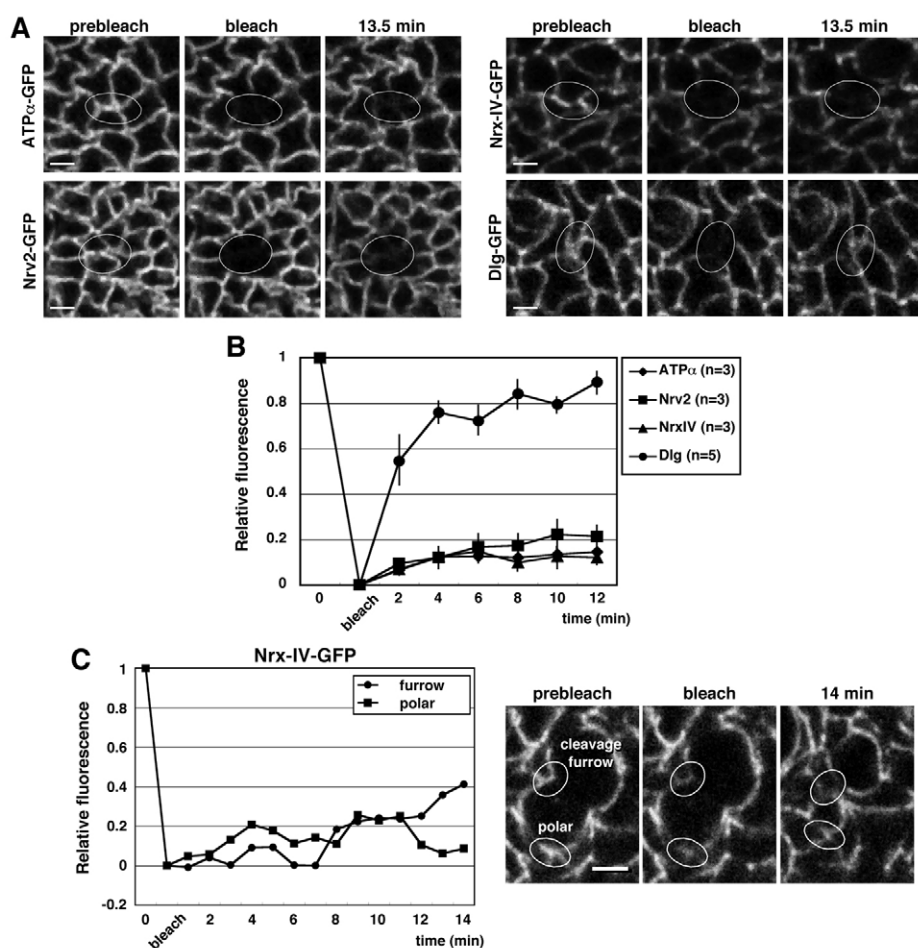 A
prebleach bleach 13.5 min
ATPα-GFP
Nrv2-GFP
prebleach bleach 13.5 min
Nrx-IV-GFP
Dlg-GFP
B
Relative fluorescence
1
0.8
0.6
0.4
0.2
0
0 bleach 2 4 6 8 10 12
time (min)
ATPα (n=3)
Nrv2 (n=3)
NrxIV (n=3)
Dlg (n=5)
C
Nrx-IV-GFP
Relative fluorescence
1
0.8
0.6
0.4
0.2
0
-0.2
0 bleach 2 4 6 8 10 12 14
time (min)
furrow
polar
prebleach bleach 14 min
cleavage
furrow
polar